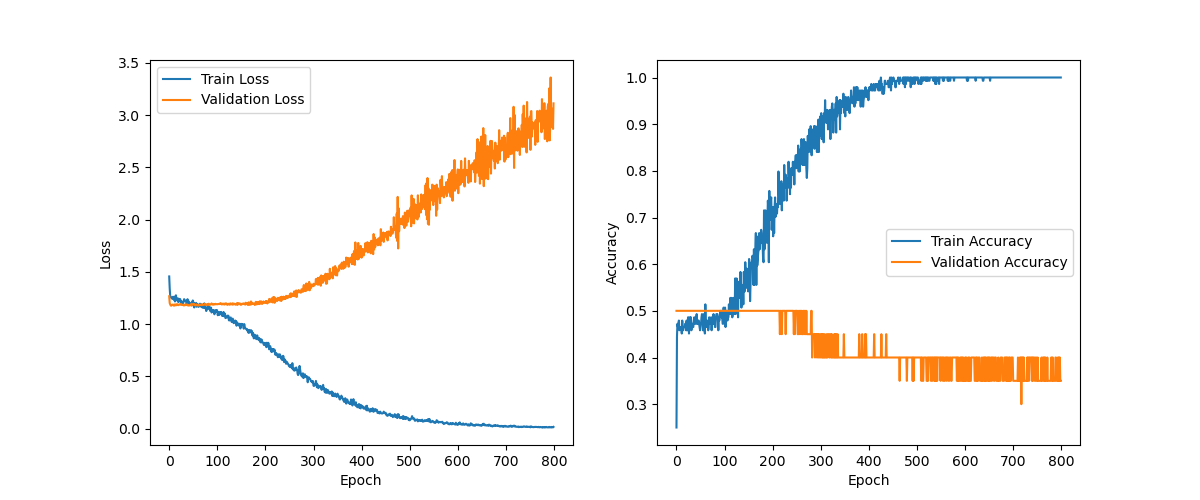 Train Loss
Validation Loss
3.5
3.0
2.5
2.0
1.5
1.0
0.5
0.0
Loss
0 100 200 300 400 500 600 700 800
Epoch
1.0
0.9
0.8
0.7
0.6
0.5
0.4
0.3
Accuracy
Train Accuracy
Validation Accuracy
0 100 200 300 400 500 600 700 800
Epoch